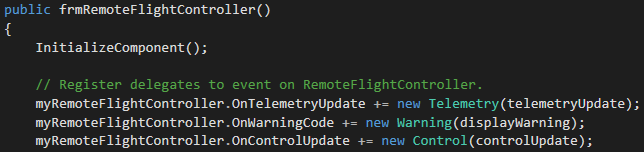 public frmRemoteFlightController()
{
InitializeComponent();
// Register delegates to event on RemoteFlightController.
myRemoteFlightController.OnTelemetryUpdate += new Telemetry(telemetryUpdate);
myRemoteFlightController.OnWarningCode += new Warning(displayWarning);
myRemoteFlightController.OnControlUpdate += new Control(controlUpdate);